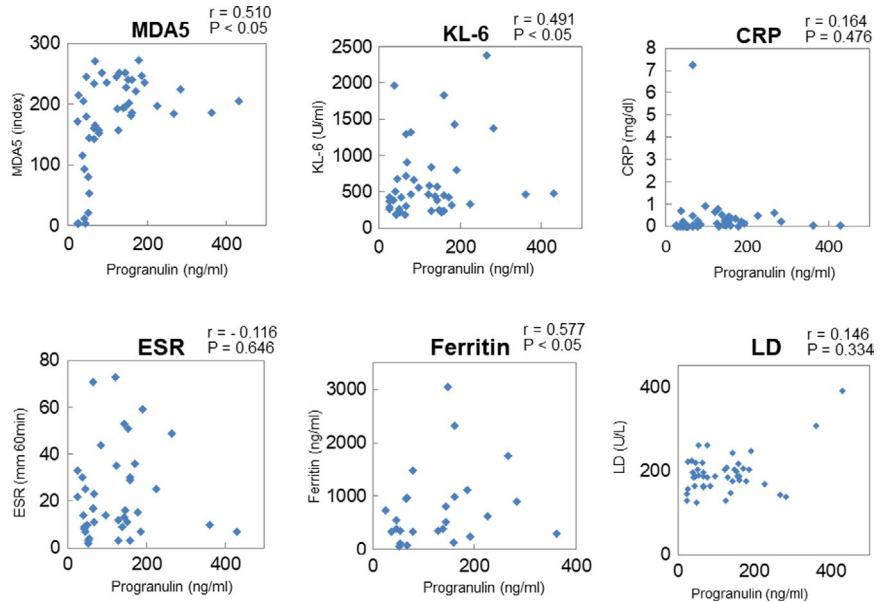 MDA5
r = 0.510
P < 0.05
300
200
100
0
MDA5 (index)
0
200
400
Progranulin (ng/ml)
KL-6
r = 0.491
P < 0.05
2500
2000
1500
1000
500
0
KL-6 (U/ml)
0
200
400
Progranulin (ng/ml)
CRP
r = 0.164
P = 0.476
8
7
6
5
4
3
2
1
0
CRP (mg/dl)
0
200
400
Progranulin (ng/ml)
ESR
r = - 0.116
P = 0.646
80
60
40
20
0
ESR (mm 60min)
0
200
400
Progranulin (ng/ml)
Ferritin
r = 0.577
P < 0.05
3000
2000
1000
0
Ferritin (ng/ml)
0
200
400
Progranulin (ng/ml)
LD
r = 0.146
P = 0.334
400
200
0
LD (U/L)
0
200
400
Progranulin (ng/ml)